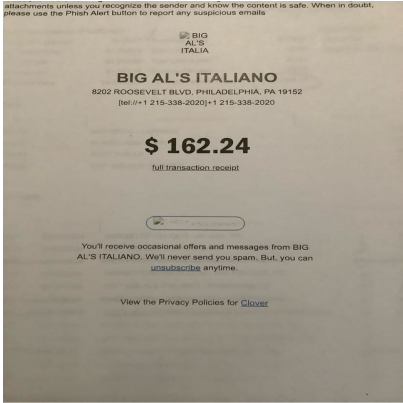 attachments unless you recognize the sender and know the content is safe. When in doubt,
please use the Phish Alert button to report any suspicious emails
BIG
AL'S
ITALIA
BIG AL'S ITALIANO
8202 ROOSEVELT BLVD, PHILADELPHIA, PA 19152
[tel://+1 215-338-2020]+1 215-338-2020
$ 162.24
full transaction receipt
You'll receive occasional offers and messages from BIG
AL'S ITALIANO. We'll never send you spam. But, you can
unsubscribe anytime.
View the Privacy Policies for Clover